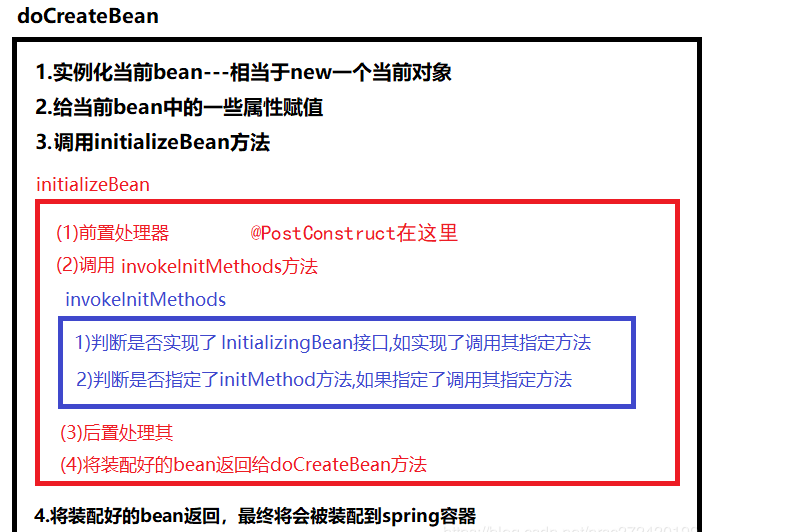 doCreateBean
1.实例化当前bean---相当于new一个当前对象
2.给当前bean中的一些属性赋值
3.调用initializeBean方法
initializeBean
(1)前置处理器 @PostConstruct在这里
(2)调用 invokeInitMethods方法
invokeInitMethods
1)判断是否实现了 InitializingBean接口,如实现了调用其指定方法
2)判断是否指定了initMethod方法,如果指定了调用其指定方法
(3)后置处理其
(4)将装配好的bean返回给doCreateBean方法
4.将装配好的bean返回，最终将会被装配到spring容器